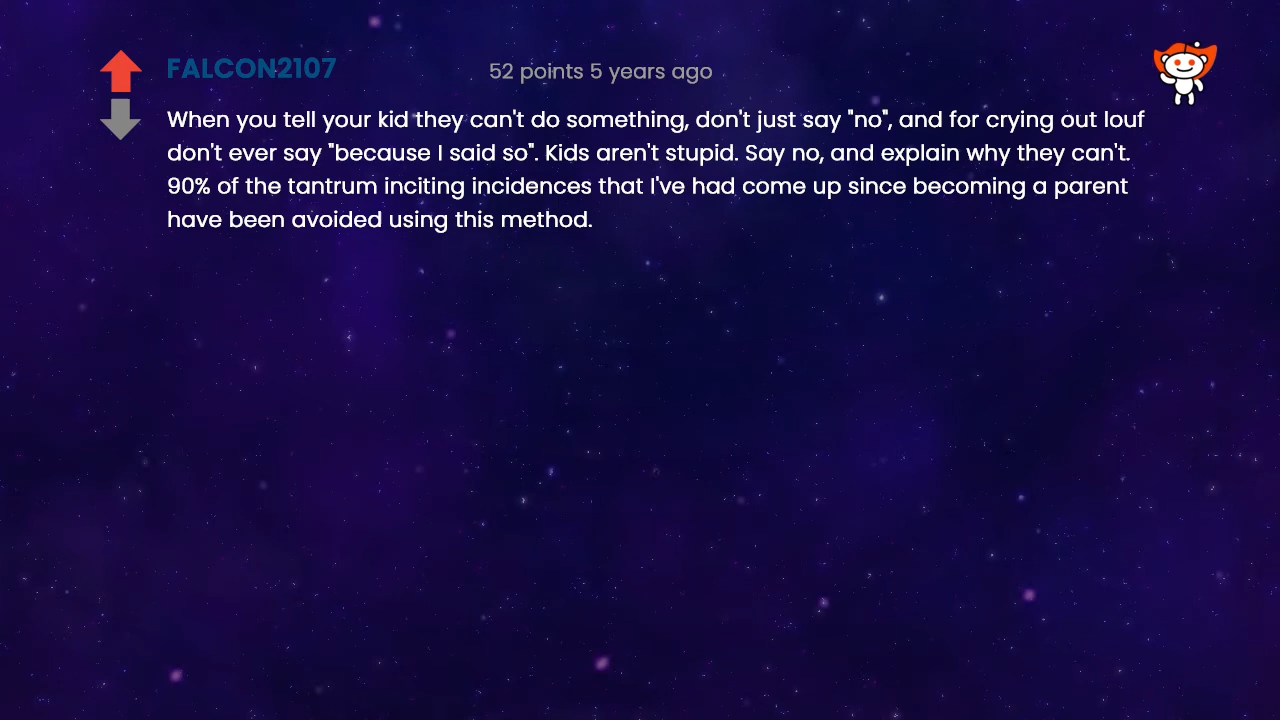 FALCON2107 52 points 5 years ago
When you tell your kid they can't do something, don't just say "no", and for crying out louf
don't ever say "because I said so". Kids aren't stupid. Say no, and explain why they can't.
90% of the tantrum inciting incidences that I've had come up since becoming a parent
have been avoided using this method.